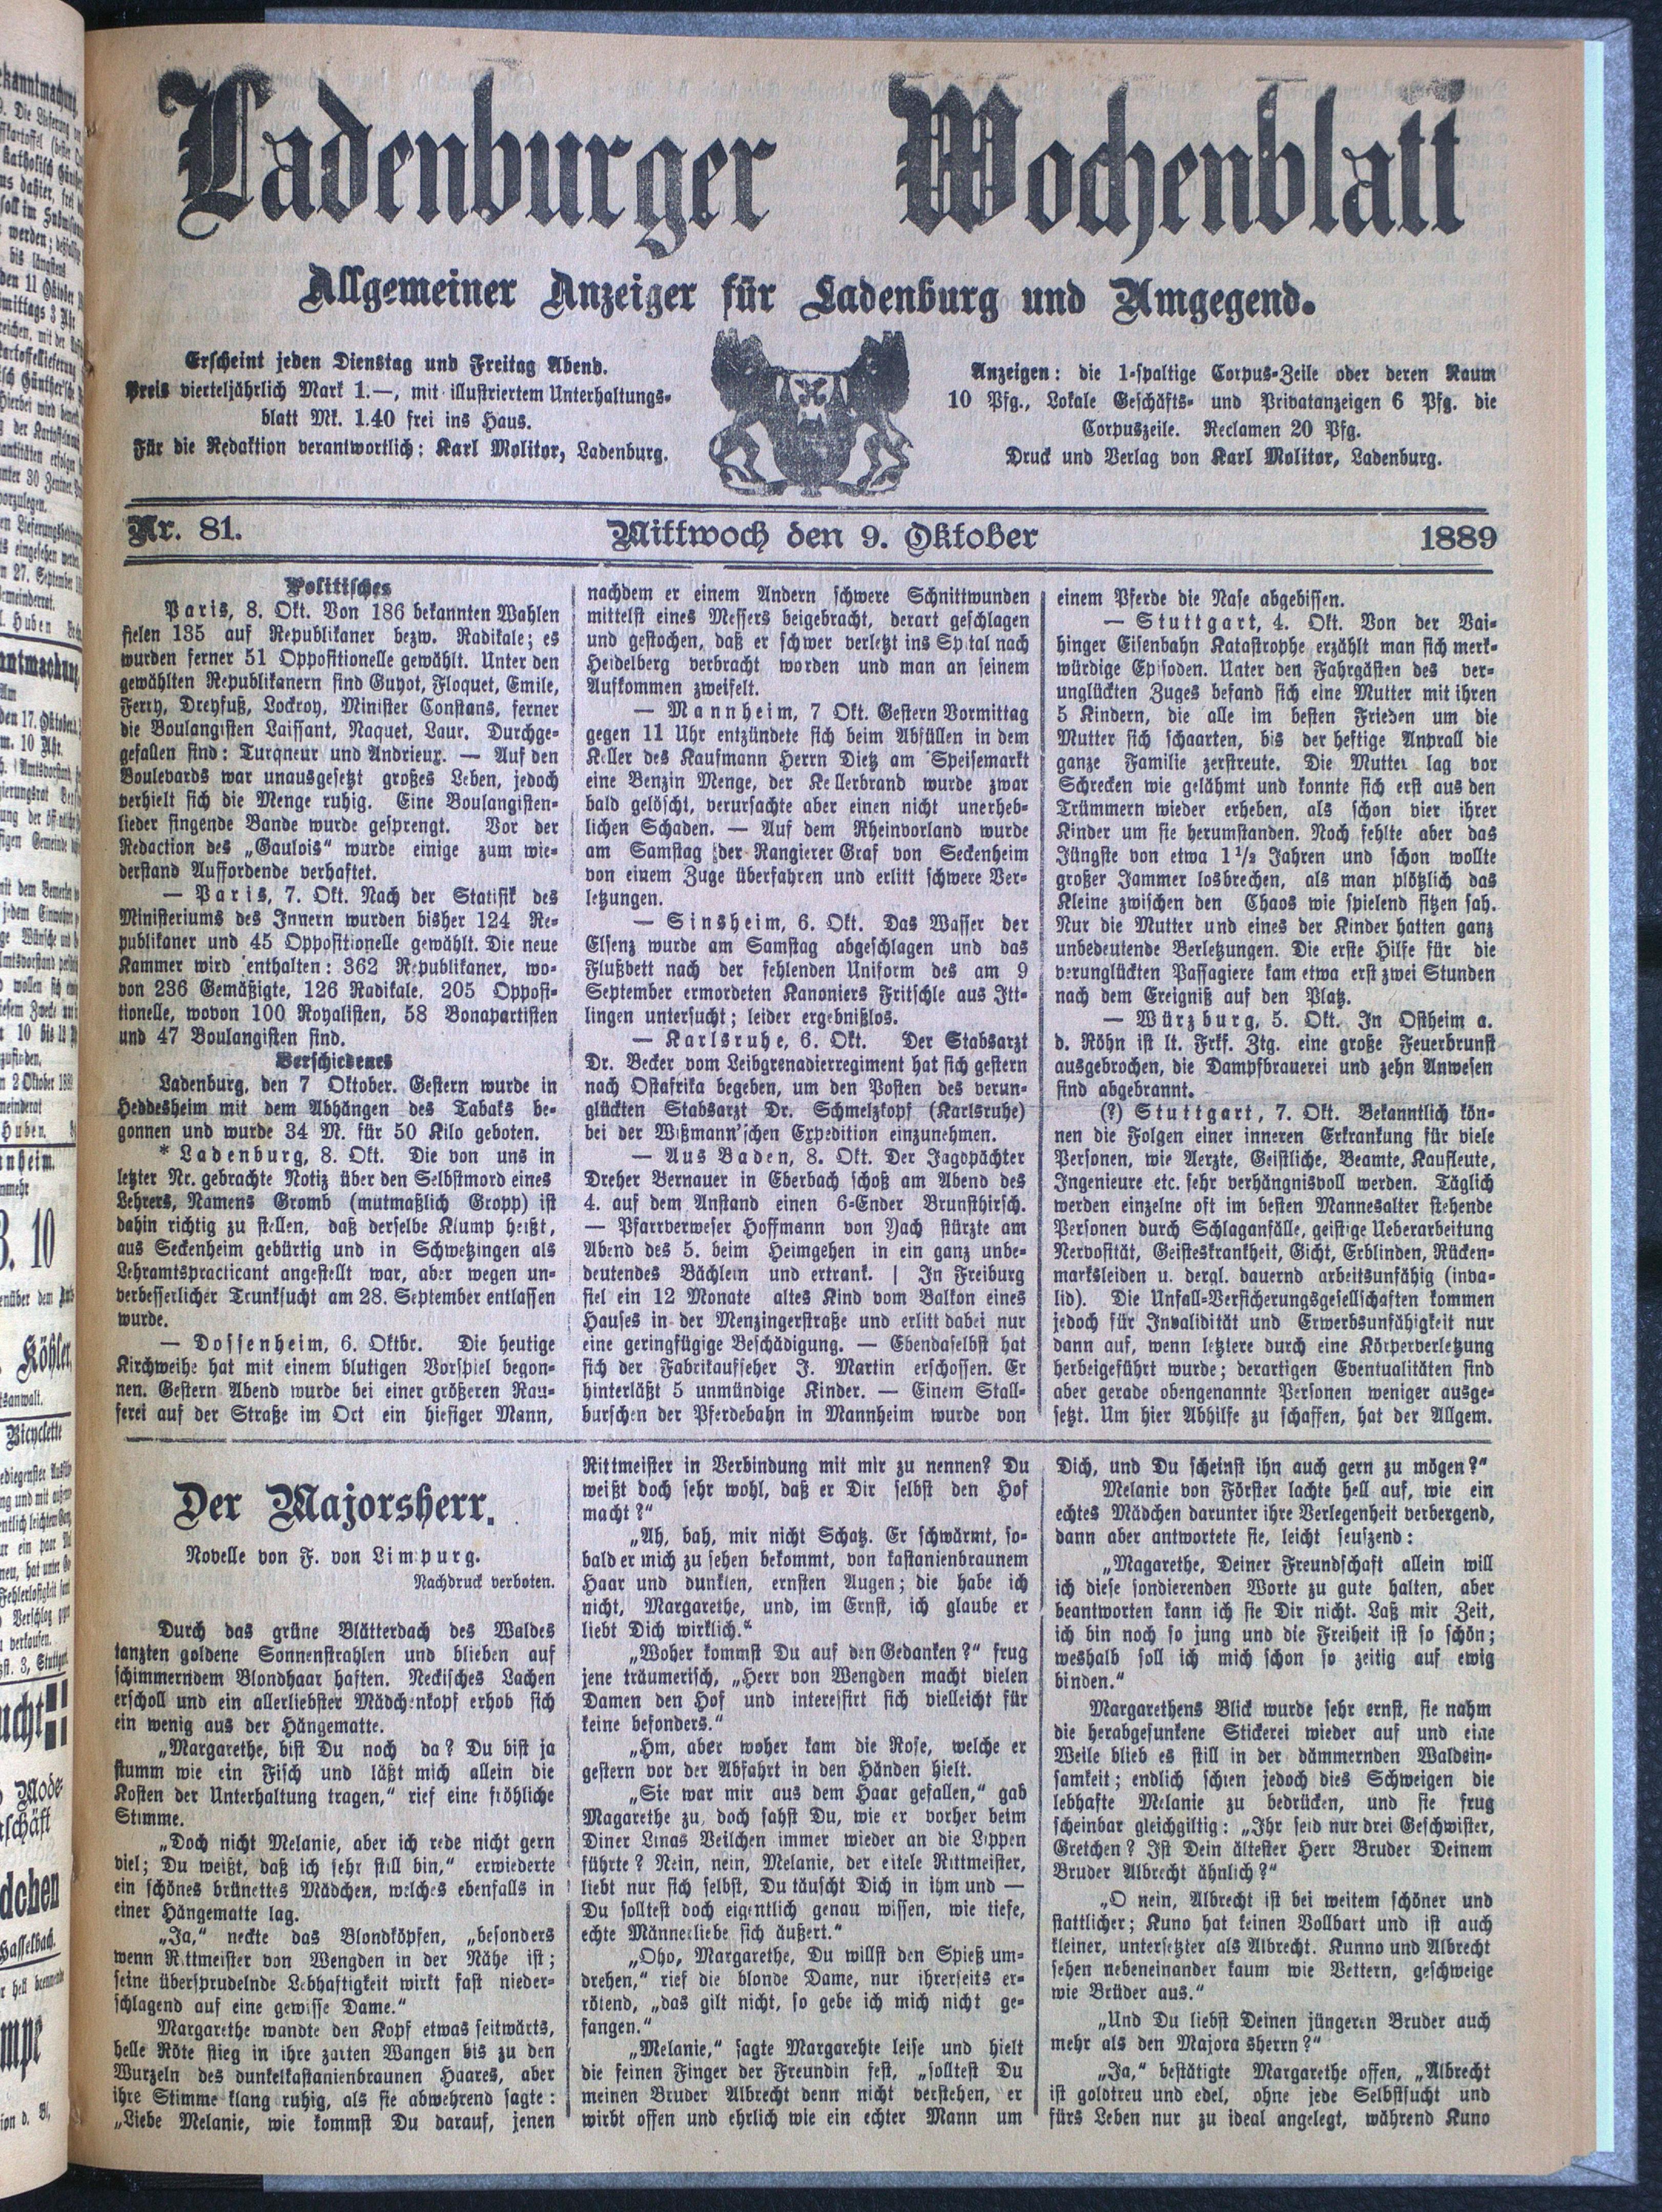 Ladenburger Wochenblatt
Allgemeiner Anzeiger für Ladenburg und Umgegend.
Erscheint jeden Dienstag und Freitag Abend.
Preis vierteljährlich Mark 1.—, mit illustriertem Unterhaltungs-
blatt Mk. 1.40 frei ins Haus.
Für die Redaktion verantwortlich: Karl Molitor, Ladenburg.
Anzeigen: die 1-spaltige Corpus-Zeile oder deren Raum
10 Pfg., Lokale Geschäfts- und Privatanzeigen 6 Pfg. die
Corpuszeile. Reclamen 20 Pfg.
Druck und Verlag von Karl Molitor, Ladenburg.
Nr. 81. Mittwoch den 9. Oktober 1889
Politisches
Paris, 8. Okt. Von 186 bekannten Wahlen
fielen 135 auf Republikaner bezw. Radikale; es
wurden ferner 51 Oppositionelle gewählt. Unter den
gewählten Republikanern sind Guyot, Floquet, Emile,
Ferry, Dreyfuß, Lockroy, Minister Constans, ferner
die Boulangisten Laissant, Naquet, Laur. Durchge-
gefallen sind: Turqneur und Andrieux. — Auf den
Boulevards war unausgesetzt großes Leben, jedoch
verhielt sich die Menge ruhig. Eine Boulangisten-
lieder singende Bande wurde gesprengt. Vor der
Redaction des „Gaulois“ wurde einige zum wie-
derstand Auffordende verhaftet.
— Paris, 7. Okt. Nach der Statistik des
Ministeriums des Innern wurden bisher 124 Re-
publikaner und 45 Oppositionelle gewählt. Die neue
Kammer wird enthalten: 362 Republikaner, wo-
von 236 Gemäßigte, 126 Radikale, 205 Opposi-
tionelle, wovon 100 Royalisten, 58 Bonapartisten
und 47 Boulangisten sind.
Verschiedenes
Ladenburg, den 7 Oktober. Gestern wurde in
Heddesheim mit dem Abhängen des Tabaks be-
gonnen und wurde 34 M. für 50 Kilo geboten.
* Ladenburg, 8. Okt. Die von uns in
letzter Nr. gebrachte Notiz über den Selbstmord eines
Lehrers, Namens Gromb (mutmaßlich Gropp) ist
dahin richtig zu stellen, daß derselbe Klump heißt,
aus Seckenheim gebürtig und in Schwetzingen als
Lehramtspracticant angestellt war, aber wegen un-
verbesserlicher Trunksucht am 28. September entlassen
wurde.
— Dossenheim, 6. Oktbr. Die heutige
Kirchweihe hat mit einem blutigen Vorspiel begon-
nen. Gestern Abend wurde bei einer größeren Rau-
ferei auf der Straße im Ort ein hiesiger Mann,
nachdem er einem Andern schwere Schnittwunden
mittelst eines Messers beigebracht, derart geschlagen
und gestochen, daß er schwer verletzt ins Spital nach
Heidelberg verbracht worden und man an seinem
Aufkommen zweifelt.
— Mannheim, 7 Okt. Gestern Vormittag
gegen 11 Uhr entzündete sich beim Abfüllen in dem
Keller des Kaufmann Herrn Dietz am Speisemarkt
eine Benzin Menge, der Kellerbrand wurde zwar
bald gelöscht, verursachte aber einen nicht unerheb-
lichen Schaden. — Auf dem Rheinvorland wurde
am Samstag der Rangierer Graf von Seckenheim
von einem Zuge überfahren und erlitt schwere Ver-
letzungen.
— Sinsheim, 6. Okt. Das Wasser der
Elsenz wurde am Samstag abgeschlagen und das
Flußbett nach der fehlenden Uniform des am 9
September ermordeten Kanoniers Fritschle aus Itt-
lingen untersucht; leider ergebnißlos.
— Karlsruhe, 6. Okt. Der Stabsarzt
Dr. Becker vom Leibgrenadierregiment hat sich gestern
nach Ostafrika begeben, um den Posten des verun-
glückten Stabsarzt Dr. Schmelzkopf (Karlsruhe)
bei der Wißmann'schen Expedition einzunehmen.
— Aus Baden, 8. Okt. Der Jagdpächter
Dreher Bernauer in Eberbach schoß am Abend des
4. auf dem Anstand einen 6-Ender Brunsthirsch.
— Pfarrverweser Hoffmann von Yach stürzte am
Abend des 5. beim Heimgehen in ein ganz unbe-
deutendes Bächlein und ertrank. | In Freiburg
fiel ein 12 Monate altes Kind vom Balkon eines
Hauses in der Menzingerstraße und erlitt dabei nur
eine geringfügige Beschädigung. — Ebendaselbst hat
sich der Fabrikaufseher J. Martin erschossen. Er
hinterläßt 5 unmündige Kinder. — Einem Stall-
burschen der Pferdebahn in Mannheim wurde von
einem Pferde die Nase abgebissen.
— Stuttgart, 4. Okt. Von der Vai-
hinger Eisenbahn Katastrophe erzählt man sich merk-
würdige Episoden. Unter den Fahrgästen des ver-
unglückten Zuges befand sich eine Mutter mit ihren
5 Kindern, die alle im besten Frieden um die
Mutter sich schaarten, bis der heftige Anprall die
ganze Familie zerstreute. Die Mutter lag vor
Schrecken wie gelähmt und konnte sich erst aus den
Trümmern wieder erheben, als schon vier ihrer
Kinder um sie herumstanden. Noch fehlte aber das
Jüngste von etwa 1½ Jahren und schon wollte
großer Jammer losbrechen, als man plötzlich das
Kleine zwischen den Chaos wie spielend sitzen sah.
Nur die Mutter und eines der Kinder hatten ganz
unbedeutende Verletzungen. Die erste Hilfe für die
verunglückten Passagiere kam etwa erst zwei Stunden
nach dem Ereigniß auf den Platz.
— Würzburg, 5. Okt. In Ostheim a.
d. Röhn ist lt. Frkf. Ztg. eine große Feuerbrunst
ausgebrochen, die Dampfbrauerei und zehn Anwesen
sind abgebrannt.
(?) Stuttgart, 7. Okt. Bekanntlich kön-
nen die Folgen einer inneren Erkrankung für viele
Personen, wie Aerzte, Geistliche, Beamte, Kaufleute,
Ingenieure etc. sehr verhängnisvoll werden. Täglich
werden einzelne oft im besten Mannesalter stehende
Personen durch Schlaganfälle, geistige Ueberarbeitung
Nervosität, Geisteskrankheit, Gicht, Erblinden, Rücken-
marksleiden u. dergl. dauernd arbeitsunfähig (inva-
lid). Die Unfall-Versicherungsgesellschaften kommen
jedoch für Invalidität und Erwerbsunfähigkeit nur
dann auf, wenn letztere durch eine Körperverletzung
herbeigeführt wurde; derartigen Eventualitäten sind
aber gerade obengenannte Personen weniger ausge-
setzt. Um hier Abhilfe zu schaffen, hat der Allgem.
Der Majorsherr.
Novelle von F. von Limpurg.
Nachdruck verboten.
Durch das grüne Blätterdach des Waldes
tanzten goldene Sonnenstrahlen und blieben auf
schimmerndem Blondhaar haften. Neckisches Lachen
erscholl und ein allerliebster Mädchenkopf erhob sich
ein wenig aus der Hängematte.
„Margarethe, bist Du noch da? Du bist ja
stumm wie ein Fisch und läßt mich allein die
Kosten der Unterhaltung tragen,“ rief eine fröhliche
Stimme.
„Doch nicht Melanie, aber ich rede nicht gern
viel; Du weißt, daß ich sehr still bin,“ erwiederte
ein schönes brünettes Mädchen, welches ebenfalls in
einer Hängematte lag.
„Ja,“ neckte das Blondköpfen, „besonders
wenn Rittmeister von Wengden in der Nähe ist;
seine übersprudelnde Lebhaftigkeit wirkt fast nieder-
schlagend auf eine gewisse Dame.“
Margarethe wandte den Kopf etwas seitwärts,
helle Röte stieg in ihre zarten Wangen bis zu den
Wurzeln des dunkelkastanienbraunen Haares, aber
ihre Stimme klang ruhig, als sie abwehrend sagte:
„Liebe Melanie, wie kommst Du darauf, jenen
Rittmeister in Verbindung mit mir zu nennen? Du
weißt doch sehr wohl, daß er Dir selbst den Hof
macht?“
„Ah, bah, mir nicht Schatz. Er schwärmt, so-
bald er mich zu sehen bekommt, von kastanienbraunem
Haar und dunklen, ernsten Augen; die habe ich
nicht, Margarethe, und, im Ernst, ich glaube er
liebt Dich wirklich.“
„Woher kommst Du auf den Gedanken?“ frug
jene träumerisch, „Herr von Wengden macht vielen
Damen den Hof und interessirt sich vielleicht für
keine besonders.“
„Hm, aber woher kam die Rose, welche er
gestern vor der Abfahrt in den Händen hielt.
„Sie war mir aus dem Haar gefallen,“ gab
Magarethe zu, doch sahst Du, wie er vorher beim
Diner Linas Veilchen immer wieder an die Lippen
führte? Nein, nein, Melanie, der eitele Rittmeister,
liebt nur sich selbst, Du täuscht Dich in ihm und —
Du solltest doch eigentlich genau wissen, wie tiefe,
echte Männerliebe sich äußert.“
„Oho, Margarethe, Du willst den Spieß um-
drehen,“ rief die blonde Dame, nur ihrerseits er-
rötend, „das gilt nicht, so gebe ich mich nicht ge-
fangen.“
„Melanie,“ sagte Margarehte leise und hielt
die feinen Finger der Freundin fest, „solltest Du
meinen Bruder Albrecht denn nicht verstehen, er
wirbt offen und ehrlich wie ein echter Mann um
Dich, und Du scheinst ihn auch gern zu mögen?“
Melanie von Förster lachte hell auf, wie ein
echtes Mädchen darunter ihre Verlegenheit verbergend,
dann aber antwortete sie, leicht seufzend:
„Magarethe, Deiner Freundschaft allein will
ich diese sondierenden Worte zu gute halten, aber
beantworten kann ich sie Dir nicht. Laß mir Zeit,
ich bin noch so jung und die Freiheit ist so schön;
weshalb soll ich mich schon so zeitig auf ewig
binden.“
Margarethens Blick wurde sehr ernst, sie nahm
die herabgesunkene Stickerei wieder auf und eine
Weile blieb es still in der dämmernden Waldein-
samkeit; endlich schien jedoch dies Schweigen die
lebhafte Melanie zu bedrücken, und sie frug
scheinbar gleichgiltig: „Ihr seid nur drei Geschwister,
Gretchen? Ist Dein ältester Herr Bruder Deinem
Bruder Albrecht ähnlich?“
„O nein, Albrecht ist bei weitem schöner und
stattlicher; Kuno hat keinen Vollbart und ist auch
kleiner, untersetzter als Albrecht. Kunno und Albrecht
sehen nebeneinander kaum wie Vettern, geschweige
wie Brüder aus.“
„Und Du liebst Deinen jüngeren Bruder auch
mehr als den Majora sherrn?“
„Ja,“ bestätigte Margarethe offen, „Albrecht
ist goldtreu und edel, ohne jede Selbstsucht und
fürs Leben nur zu ideal angelegt, während Kuno